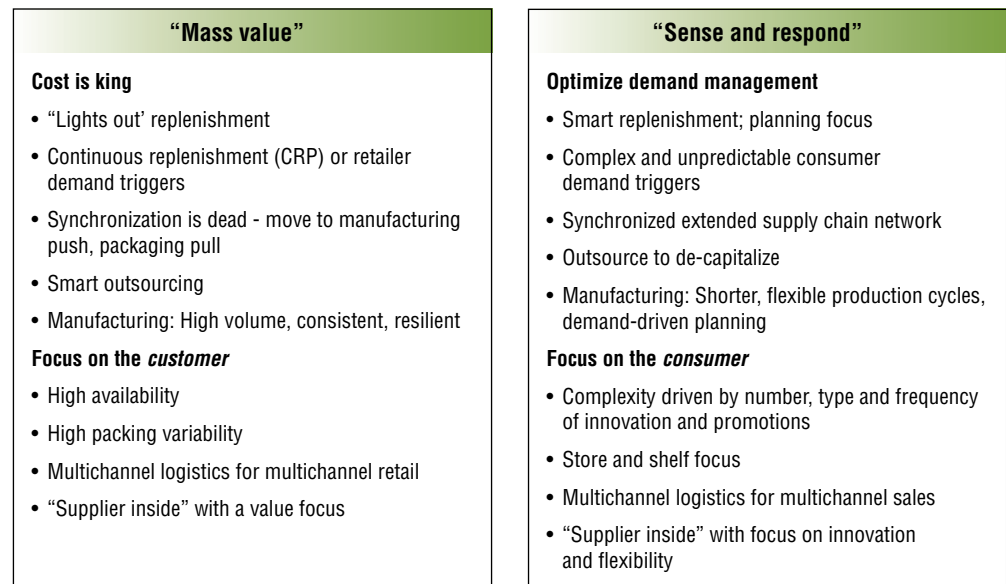 “Mass value”
Cost is king
• “Lights out’ replenishment
• Continuous replenishment (CRP) or retailer
demand triggers
• Synchronization is dead - move to manufacturing
push, packaging pull
• Smart outsourcing
• Manufacturing: High volume, consistent, resilient
Focus on the customer
• High availability
• High packing variability
• Multichannel logistics for multichannel retail
• “Supplier inside” with a value focus
“Sense and respond”
Optimize demand management
• Smart replenishment; planning focus
• Complex and unpredictable consumer
demand triggers
• Synchronized extended supply chain network
• Outsource to de-capitalize
• Manufacturing: Shorter, flexible production cycles,
demand-driven planning
Focus on the consumer
• Complexity driven by number, type and frequency
of innovation and promotions
• Store and shelf focus
• Multichannel logistics for multichannel sales
• “Supplier inside” with focus on innovation
and flexibility